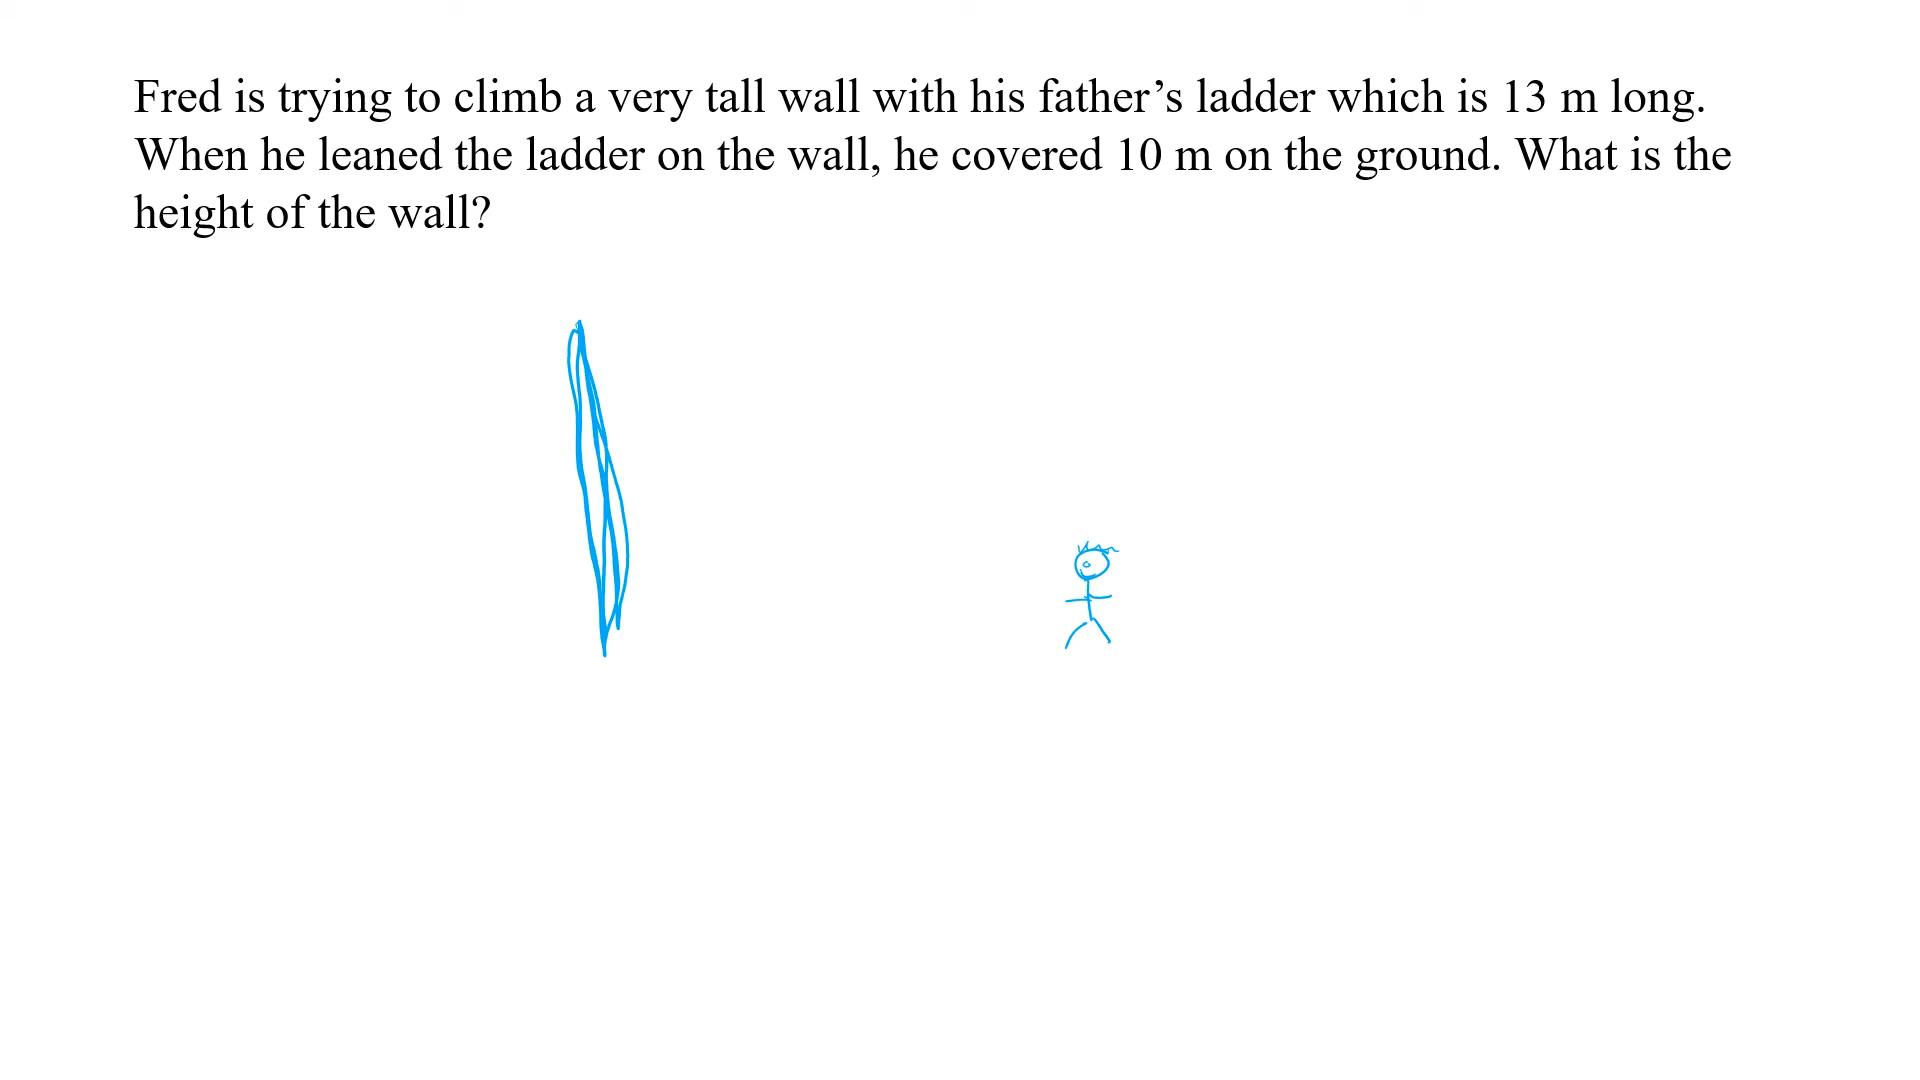 Fred is trying to climb a very tall wall with his father’s ladder which is 13 m long.
When he leaned the ladder on the wall, he covered 10 m on the ground. What is the
height of the wall?